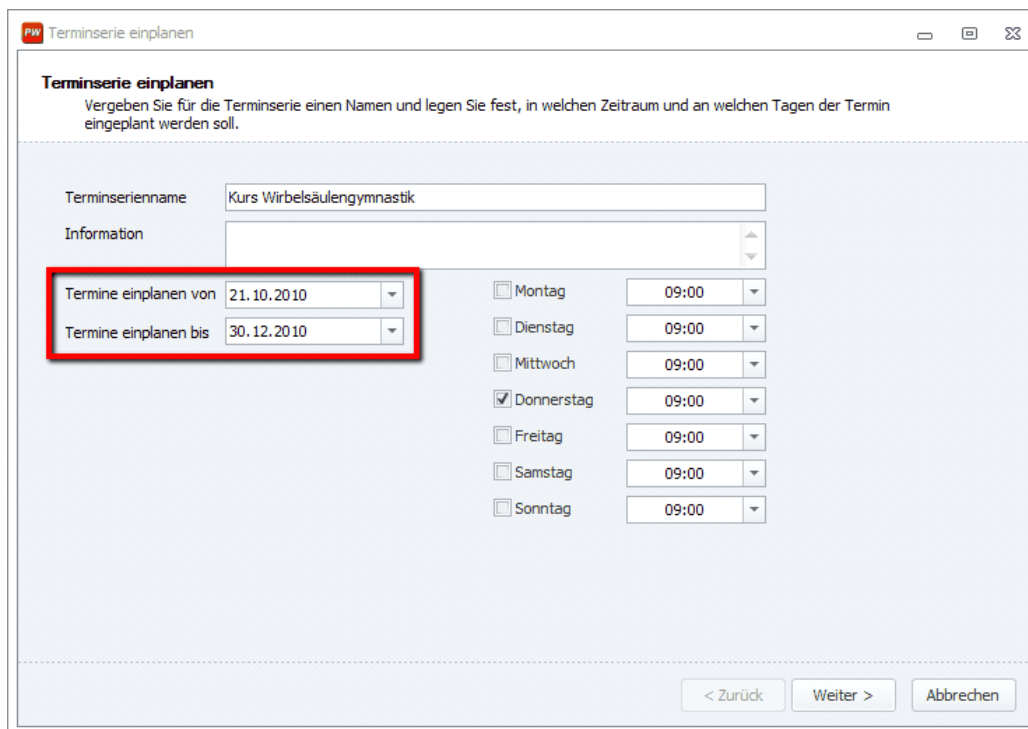 PW Terminserie einplanen
Terminserie einplanen
Vergeben Sie für die Terminserie einen Namen und legen Sie fest, in welchen Zeitraum und an welchen Tagen der Termin
eingeplant werden soll.
Terminserienname Kurs Wirbelsäulengymnastik
Information
Termine einplanen von 21.10.2010
Termine einplanen bis 30.12.2010
Montag 09:00
Dienstag 09:00
Mittwoch 09:00
Donnerstag 09:00
Freitag 09:00
Samstag 09:00
Sonntag 09:00
< Zurück Weiter > Abbrechen